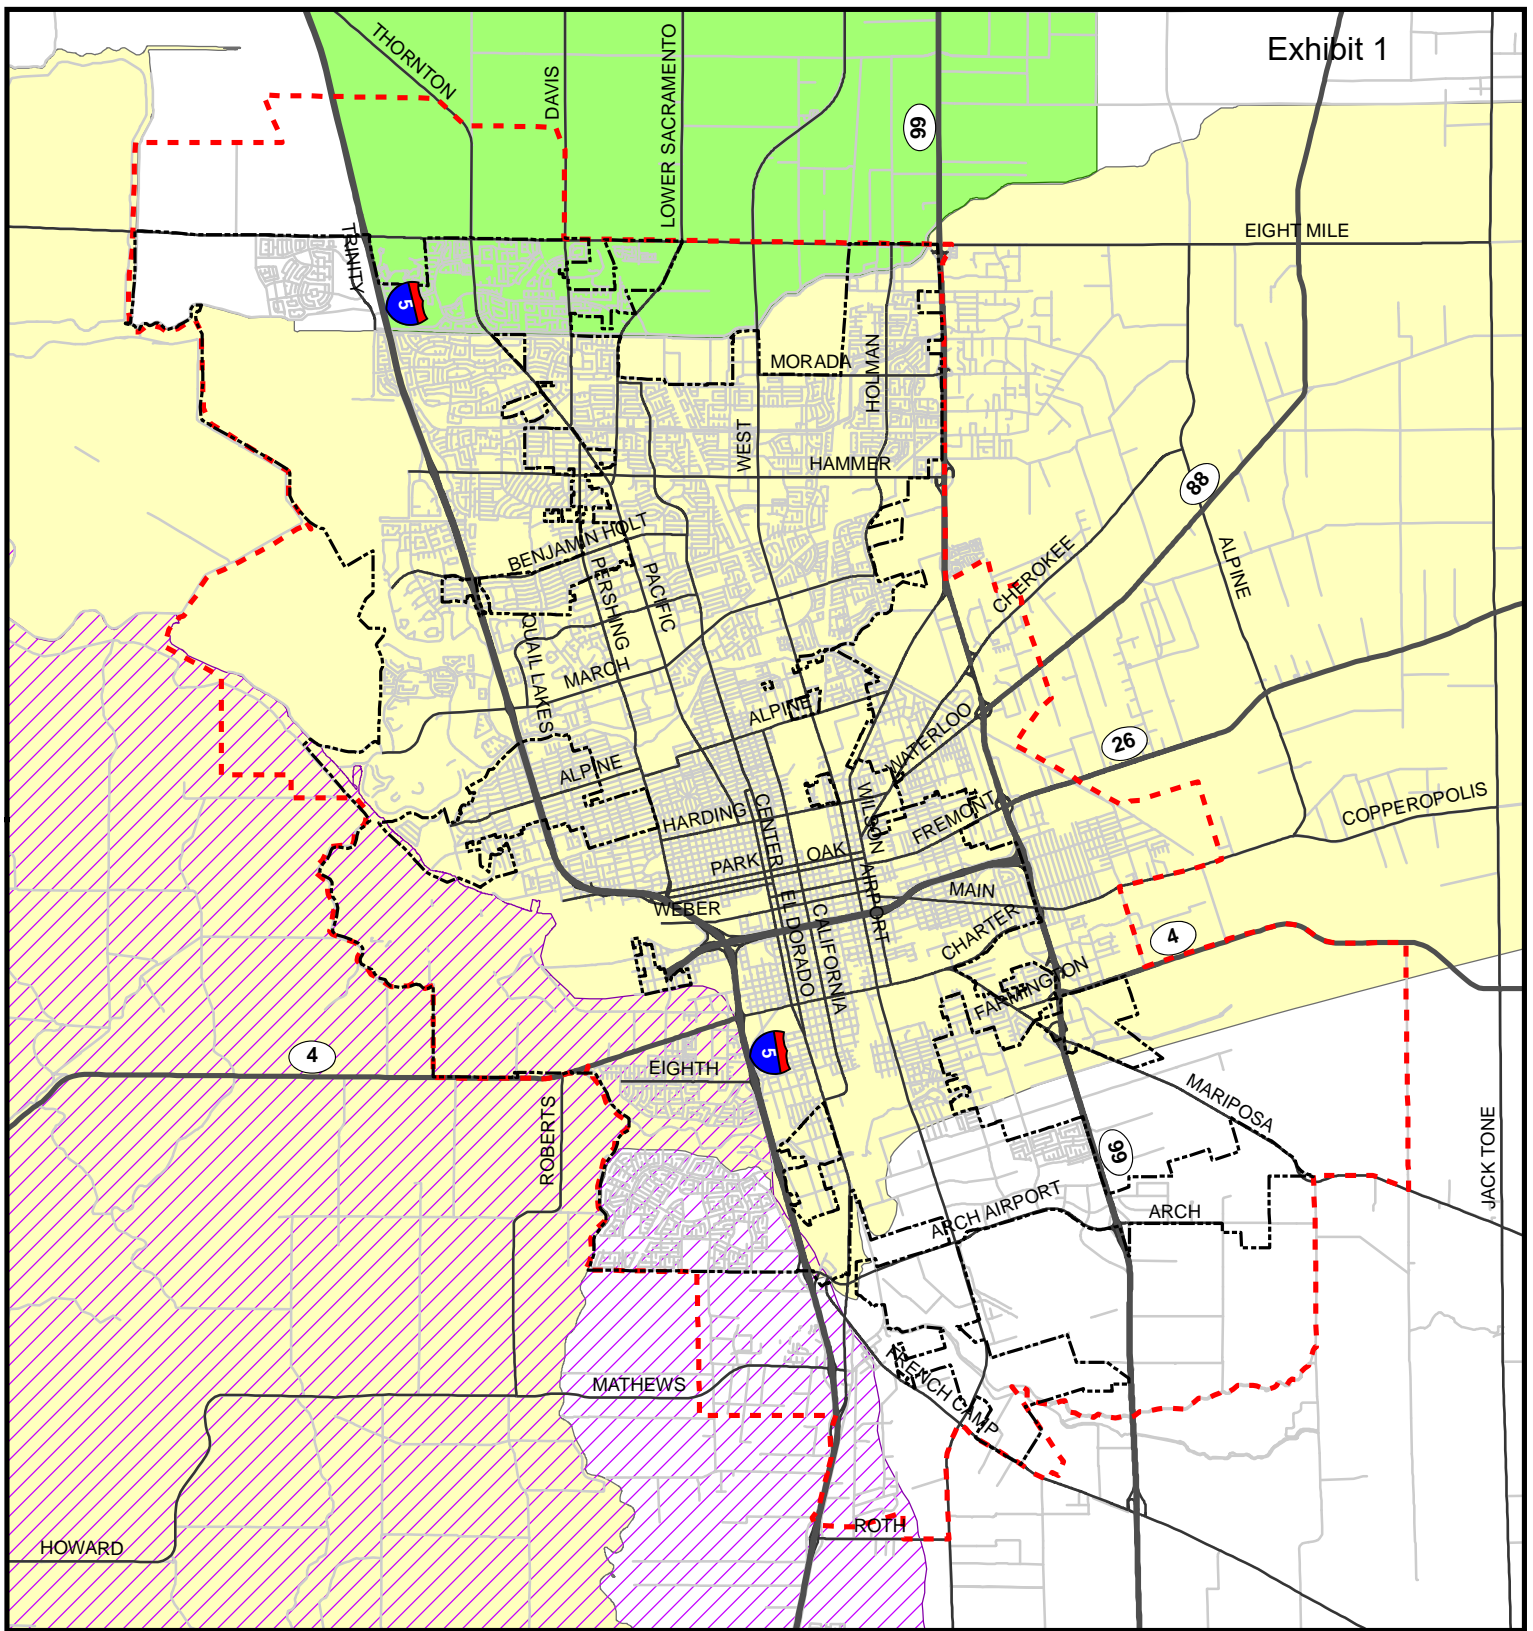 Exhibit 1
THORNTON
DAVIS
LOWER SACRAMENTO
99
EIGHT MILE
TRINITY
5
MORADA
HOLMAN
WEST
HAMMER
88
BENJAMIN HOLT
PERSHING
PACIFIC
CHEROKEE
ALPINE
QUAIL LAKES
MARCH
ALPINE
WATERLOO
26
ALPINE
HARDING
CENTER
WILSON
FREMONT
COPPEROPOLIS
PARK
OAK
MAIN
WEBER
EL DORADO
CALIFORNIA
AIRPORT
CHARTER
4
FARMINGTON
4
5
EIGHTH
ROBERTS
MARIPOSA
99
JACK TONE
ARCH AIRPORT
ARCH
MATHEWS
FRENCH CAMP
ROTH
HOWARD